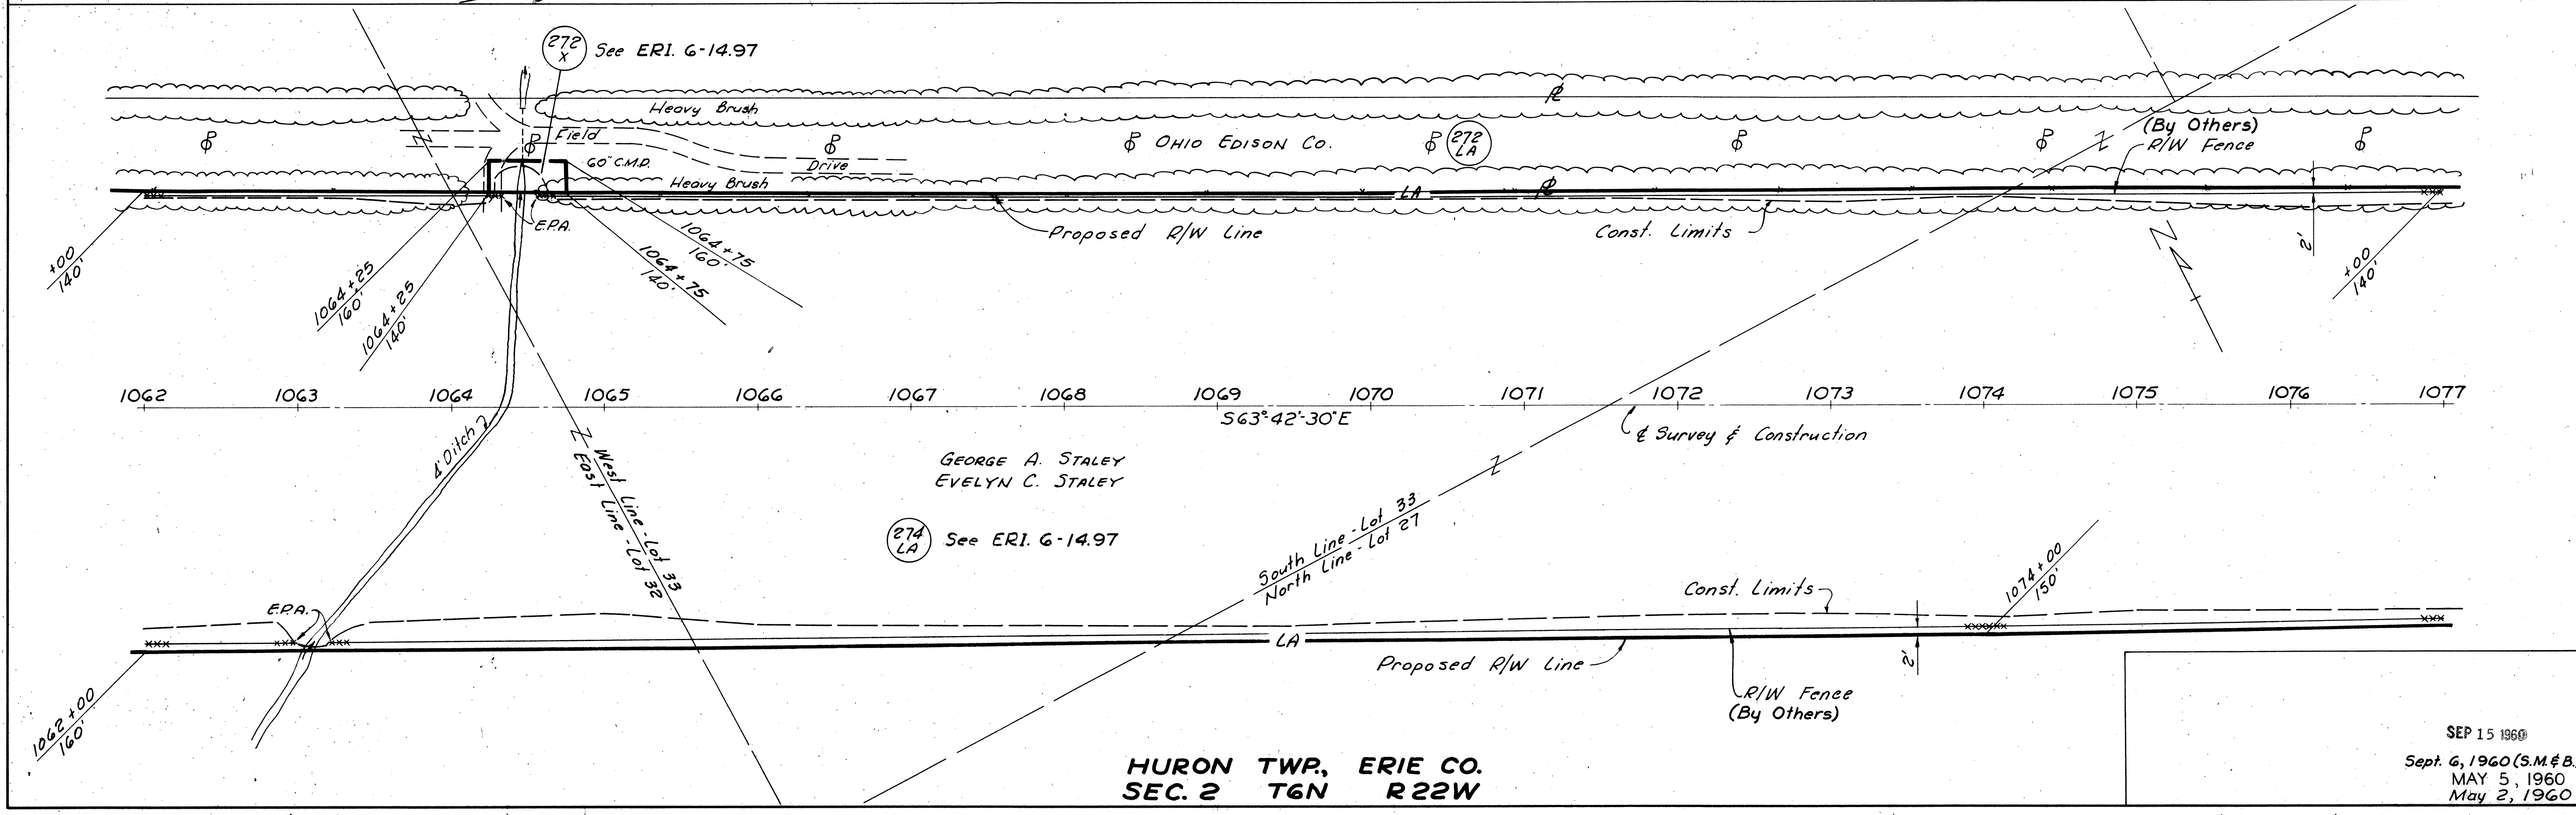 272
X
See ERI. 6-14.97
Heavy Brush
Field
60" C.M.P.
Drive
Heavy Brush
OHIO EDISON CO.
272
LA
(By Others)
R/W Fence
LA
E.P.A.
Proposed R/W Line
Const. Limits
2'
+00
140'
1064+25
160'
1064+25
140'
1064+75
160'
1064+75
140'
+00
140'
1062 1063 1064 1065 1066 1067 1068 1069 1070 1071 1072 1073 1074 1075 1076 1077
S63°-42'-30"E
℄ Survey & Construction
4' Ditch
West Line - Lot 33
East Line - Lot 32
GEORGE A. STALEY
EVELYN C. STALEY
274
LA
See ERI. 6-14.97
South Line - Lot 33
North Line - Lot 27
1074+00
150'
Const. Limits
E.P.A.
LA
Proposed R/W Line
2'
R/W Fence
(By Others)
1062+00
160'
HURON TWP., ERIE CO.
SEC. 2 T6N R22W
SEP 15 1960
Sept. 6, 1960 (S.M.&B.
MAY 5, 1960
May 2, 1960